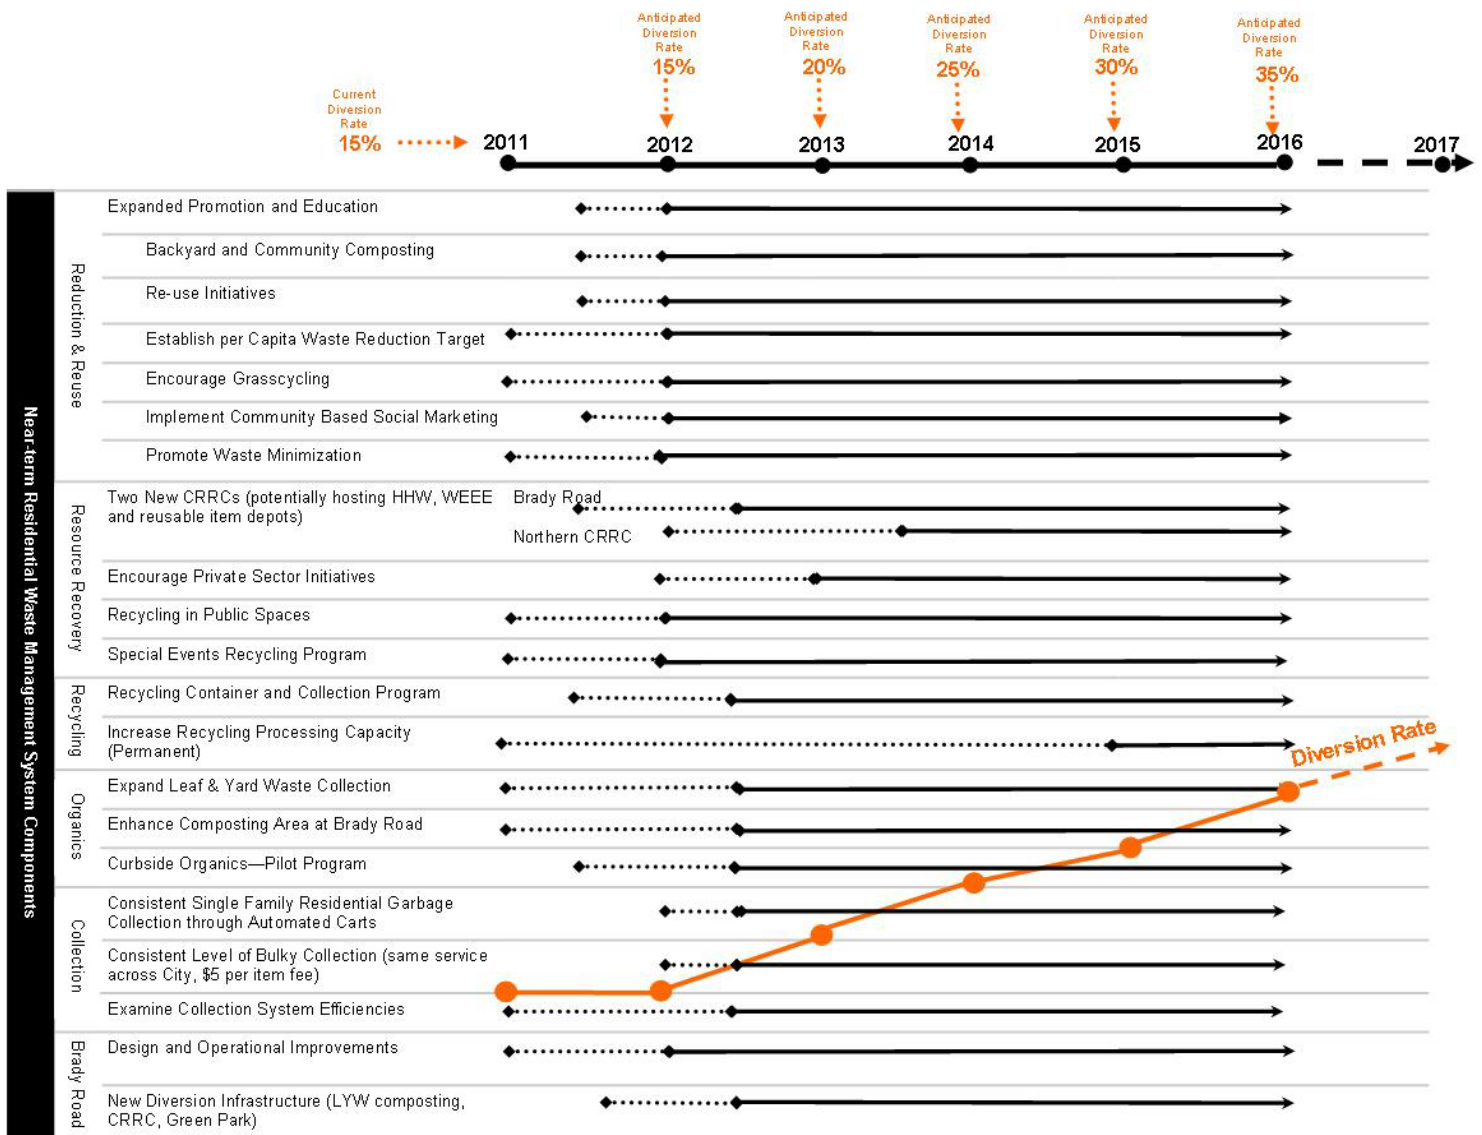 Anticipated
Diversion
Rate
15%
Anticipated
Diversion
Rate
20%
Anticipated
Diversion
Rate
25%
Anticipated
Diversion
Rate
30%
Anticipated
Diversion
Rate
35%
Current
Diversion
Rate
15%
2011
2012
2013
2014
2015
2016
2017
Near-term Residential Waste Management System Components
Reduction & Reuse
Expanded Promotion and Education
Backyard and Community Composting
Re-use Initiatives
Establish per Capita Waste Reduction Target
Encourage Grasscycling
Implement Community Based Social Marketing
Promote Waste Minimization
Resource Recovery
Two New CRRCs (potentially hosting HHW, WEEE
and reusable item depots)
Brady Road
Northern CRRC
Encourage Private Sector Initiatives
Recycling in Public Spaces
Special Events Recycling Program
Recycling
Recycling Container and Collection Program
Increase Recycling Processing Capacity
(Permanent)
Diversion Rate
Organics
Expand Leaf & Yard Waste Collection
Enhance Composting Area at Brady Road
Curbside Organics—Pilot Program
Collection
Consistent Single Family Residential Garbage
Collection through Automated Carts
Consistent Level of Bulky Collection (same service
across City, $5 per item fee)
Examine Collection System Efficiencies
Brady Road
Design and Operational Improvements
New Diversion Infrastructure (LYW composting,
CRRC, Green Park)